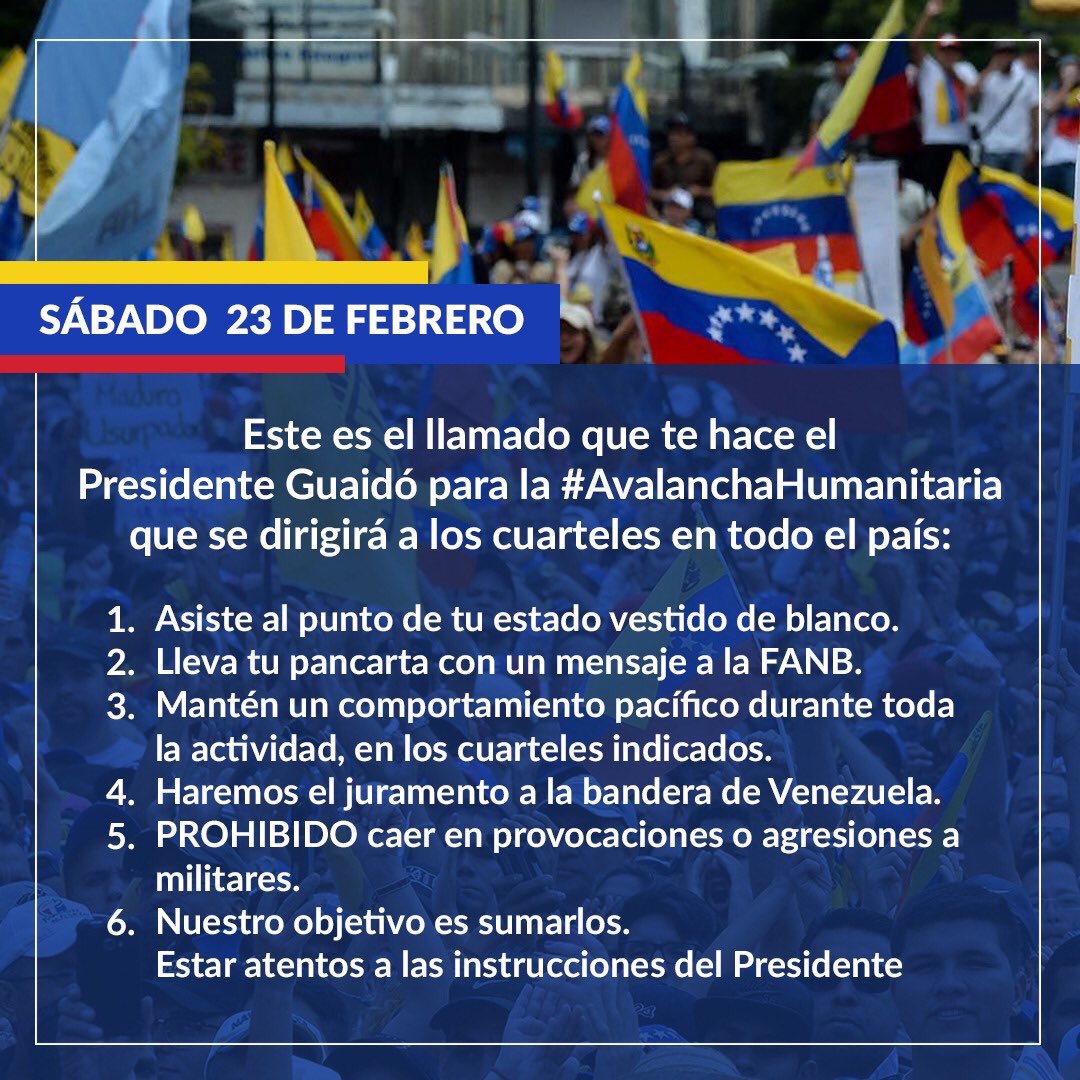 SÁBADO 23 DE FEBRERO
Maduro
Usurpador
Este es el llamado que te hace el
Presidente Guaidó para la #AvalanchaHumanitaria
que se dirigirá a los cuarteles en todo el país:
1. Asiste al punto de tu estado vestido de blanco.
2. Lleva tu pancarta con un mensaje a la FANB.
3. Mantén un comportamiento pacífico durante toda
la actividad, en los cuarteles indicados.
4. Haremos el juramento a la bandera de Venezuela.
5. PROHIBIDO caer en provocaciones o agresiones a
militares.
6. Nuestro objetivo es sumarlos.
Estar atentos a las instrucciones del Presidente